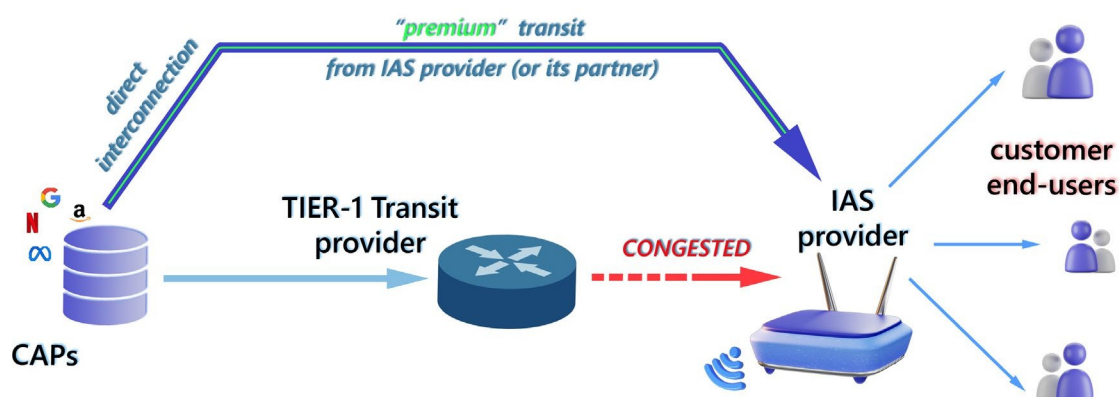 "premium" transit
from IAS provider (or its partner)
direct
interconnection
customer
end-users
IAS
provider
TIER-1 Transit
provider
G
a
N
CONGESTED
CAPs